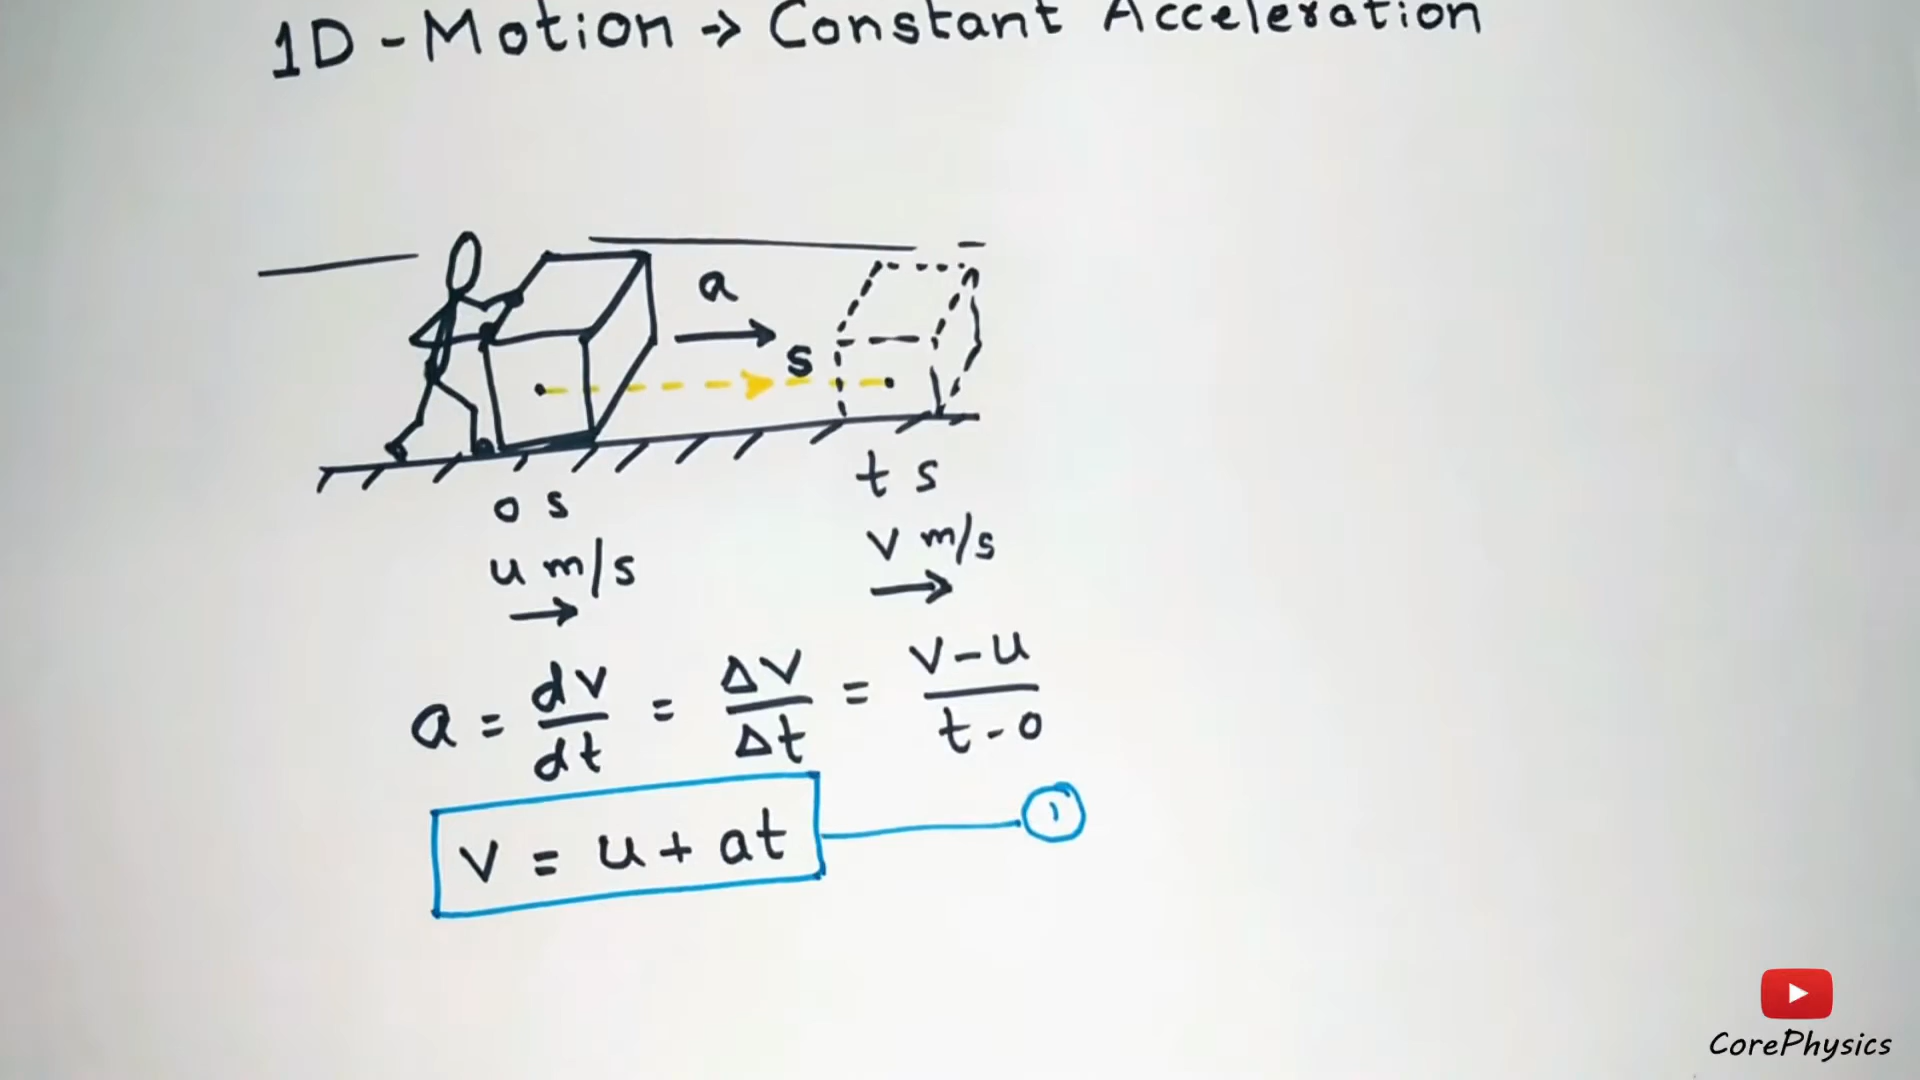 1D - Motion → Constant Acceleration
a
s
0 s
t s
u m/s
v m/s
a = dv/dt = Δv/Δt = v-u/t-0
v = u + at
1
CorePhysics